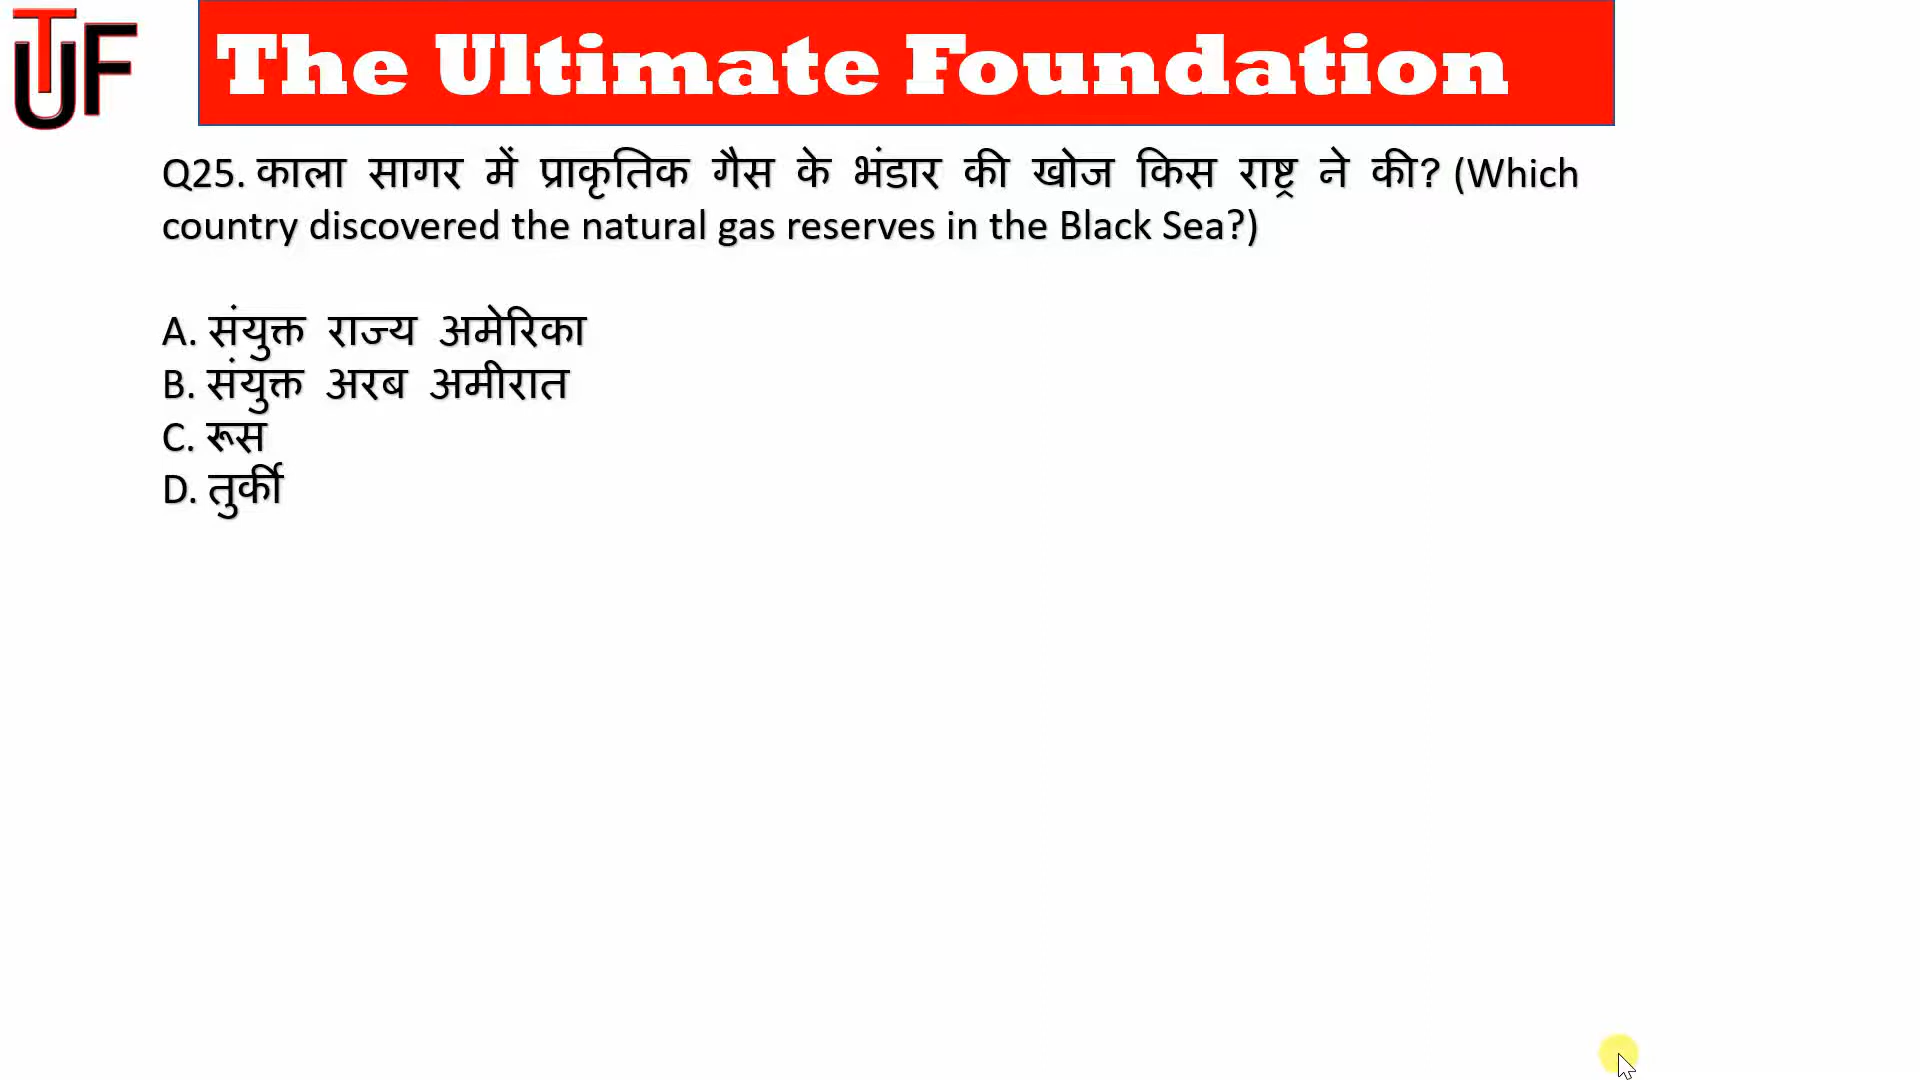 TUF
The Ultimate Foundation
Q25. काला सागर में प्राकृतिक गैस के भंडार की खोज किस राष्ट्र ने की? (Which
country discovered the natural gas reserves in the Black Sea?)
A. संयुक्त राज्य अमेरिका
B. संयुक्त अरब अमीरात
C. रूस
D. तुर्की